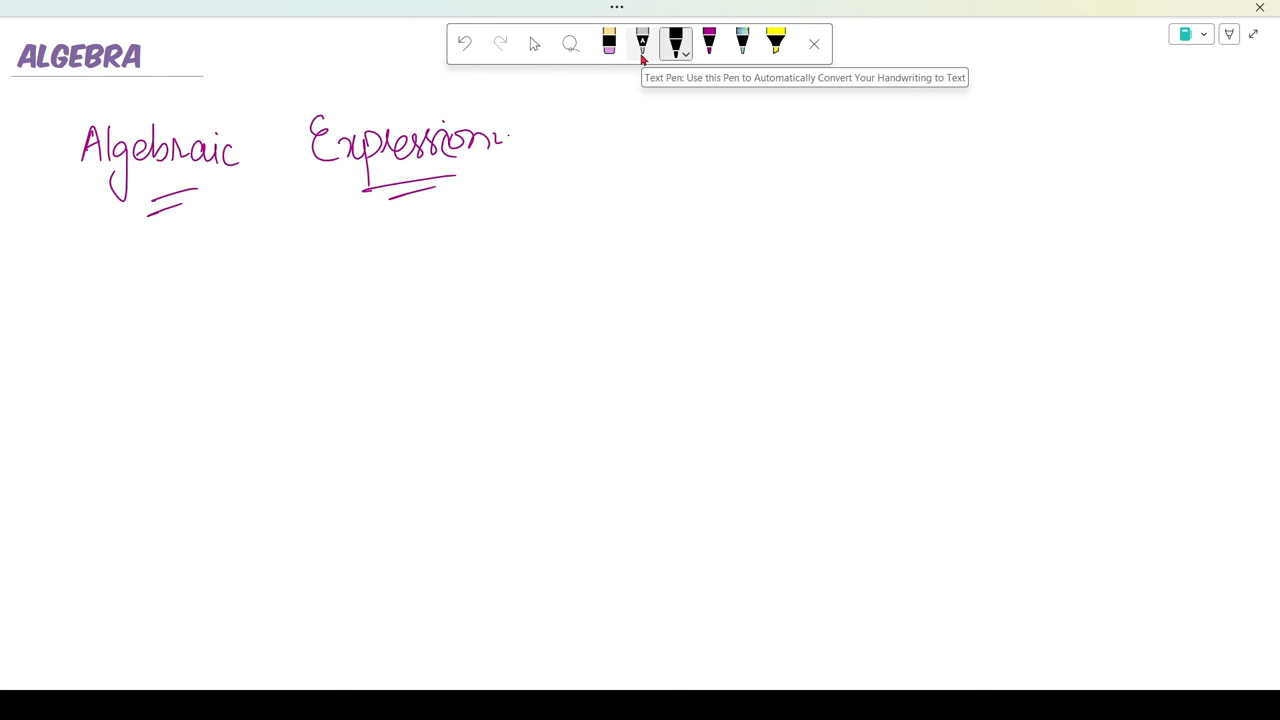 ALGEBRA
Text Pen: Use this Pen to Automatically Convert Your Handwriting to Text
Algebraic Expression